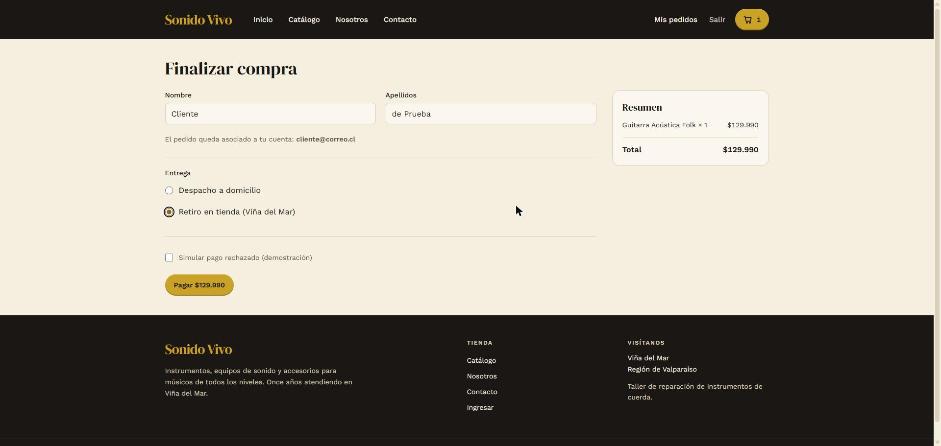 Sonido Vivo
Inicio
Catálogo
Nosotros
Contacto
Mis pedidos
Salir
1
Finalizar compra
Nombre
Apellidos
Cliente
de Prueba
El pedido queda asociado a tu cuenta: cliente@correo.cl
Entrega
Despacho a domicilio
Retiro en tienda (Viña del Mar)
Simular pago rechazado (demostración)
Pagar $129.990
Resumen
Guitarra Acústica Folk × 1 $129.990
Total $129.990
Sonido Vivo
Instrumentos, equipos de sonido y accesorios para
músicos de todos los niveles. Once años atendiendo en
Viña del Mar.
TIENDA
Catálogo
Nosotros
Contacto
Ingresar
VISÍTANOS
Viña del Mar
Región de Valparaíso
Taller de reparación de instrumentos de
cuerda.